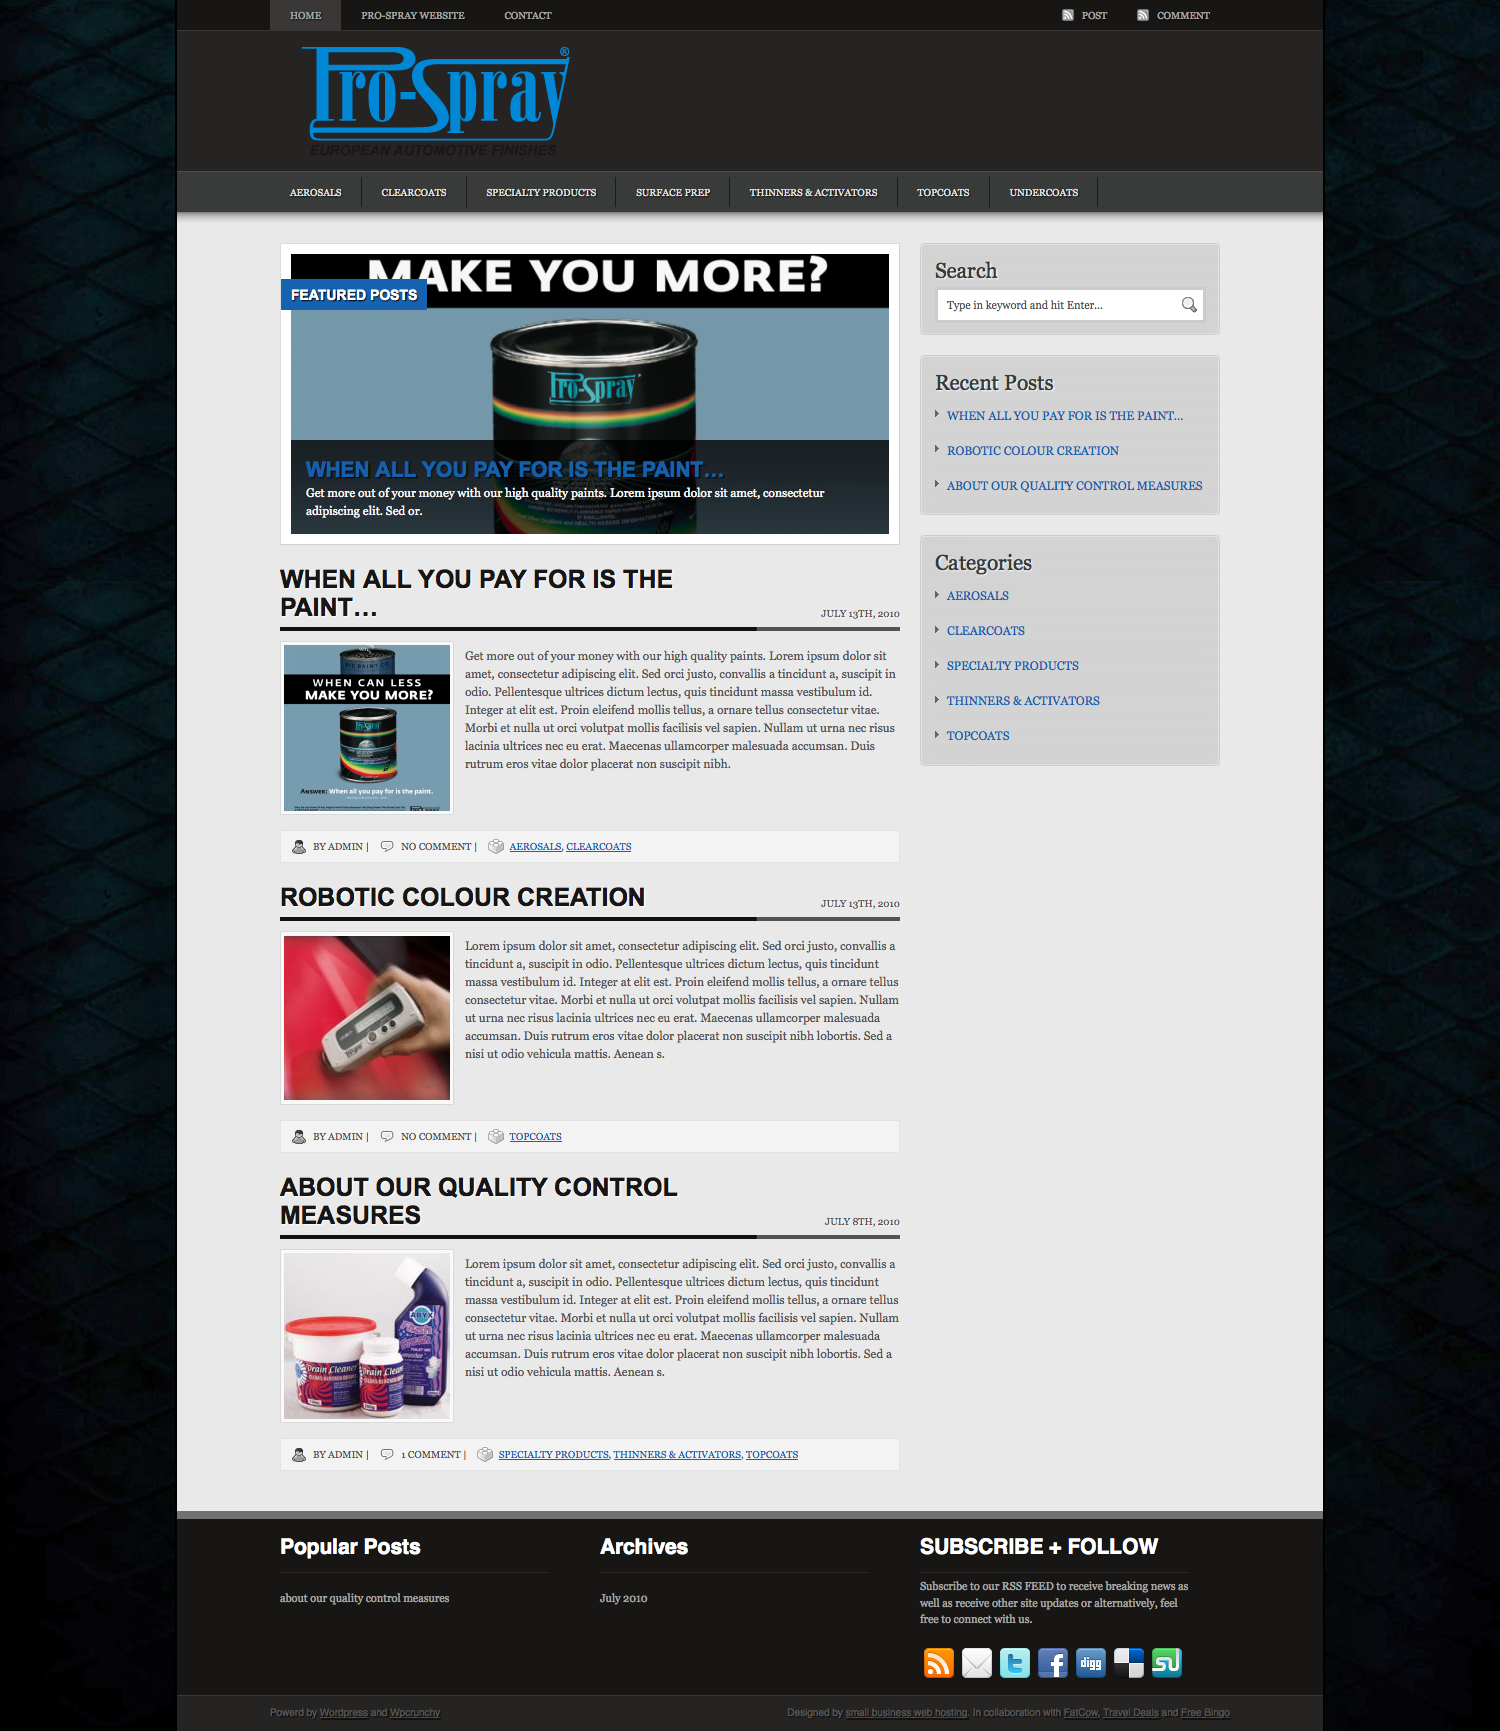 HOME PRO-SPRAY WEBSITE CONTACT POST COMMENT
Pro-Spray®
EUROPEAN AUTOMOTIVE FINISHES
AEROSALS CLEARCOATS SPECIALTY PRODUCTS SURFACE PREP THINNERS & ACTIVATORS TOPCOATS UNDERCOATS
MAKE YOU MORE?
FEATURED POSTS
Pro-Spray
WHEN ALL YOU PAY FOR IS THE PAINT...
Get more out of your money with our high quality paints. Lorem ipsum dolor sit amet, consectetur
adipiscing elit. Sed or.
Search
Type in keyword and hit Enter...
Recent Posts
WHEN ALL YOU PAY FOR IS THE PAINT...
ROBOTIC COLOUR CREATION
ABOUT OUR QUALITY CONTROL MEASURES
Categories
AEROSALS
CLEARCOATS
SPECIALTY PRODUCTS
THINNERS & ACTIVATORS
TOPCOATS
WHEN ALL YOU PAY FOR IS THE
PAINT...
JULY 13TH, 2010
BIG PAINT CO.
WHEN CAN LESS
MAKE YOU MORE?
Pro-Spray
ANSWER: When all you pay for is the paint.
Get more out of your money with our high quality paints. Lorem ipsum dolor sit
amet, consectetur adipiscing elit. Sed orci justo, convallis a tincidunt a, suscipit in
odio. Pellentesque ultrices dictum lectus, quis tincidunt massa vestibulum id.
Integer at elit est. Proin eleifend mollis tellus, a ornare tellus consectetur vitae.
Morbi et nulla ut orci volutpat mollis facilisis vel sapien. Nullam ut urna nec risus
lacinia ultrices nec eu erat. Maecenas ullamcorper malesuada accumsan. Duis
rutrum eros vitae dolor placerat non suscipit nibh.
BY ADMIN | NO COMMENT | AEROSALS, CLEARCOATS
ROBOTIC COLOUR CREATION
JULY 13TH, 2010
Lorem ipsum dolor sit amet, consectetur adipiscing elit. Sed orci justo, convallis a
tincidunt a, suscipit in odio. Pellentesque ultrices dictum lectus, quis tincidunt
massa vestibulum id. Integer at elit est. Proin eleifend mollis tellus, a ornare tellus
consectetur vitae. Morbi et nulla ut orci volutpat mollis facilisis vel sapien. Nullam
ut urna nec risus lacinia ultrices nec eu erat. Maecenas ullamcorper malesuada
accumsan. Duis rutrum eros vitae dolor placerat non suscipit nibh lobortis. Sed a
nisi ut odio vehicula mattis. Aenean s.
BY ADMIN | NO COMMENT | TOPCOATS
ABOUT OUR QUALITY CONTROL
MEASURES
JULY 8TH, 2010
ABYX
Drain Cleaner
Drain Cleaner
Lorem ipsum dolor sit amet, consectetur adipiscing elit. Sed orci justo, convallis a
tincidunt a, suscipit in odio. Pellentesque ultrices dictum lectus, quis tincidunt
massa vestibulum id. Integer at elit est. Proin eleifend mollis tellus, a ornare tellus
consectetur vitae. Morbi et nulla ut orci volutpat mollis facilisis vel sapien. Nullam
ut urna nec risus lacinia ultrices nec eu erat. Maecenas ullamcorper malesuada
accumsan. Duis rutrum eros vitae dolor placerat non suscipit nibh lobortis. Sed a
nisi ut odio vehicula mattis. Aenean s.
BY ADMIN | 1 COMMENT | SPECIALTY PRODUCTS, THINNERS & ACTIVATORS, TOPCOATS
Popular Posts
about our quality control measures
Archives
July 2010
SUBSCRIBE + FOLLOW
Subscribe to our RSS FEED to receive breaking news as
well as receive other site updates or alternatively, feel
free to connect with us.
digg
Powerd by Wordpress and Wpcrunchy
Designed by small business web hosting. In collaboration with FatCow, Travel Deals and Free Bingo